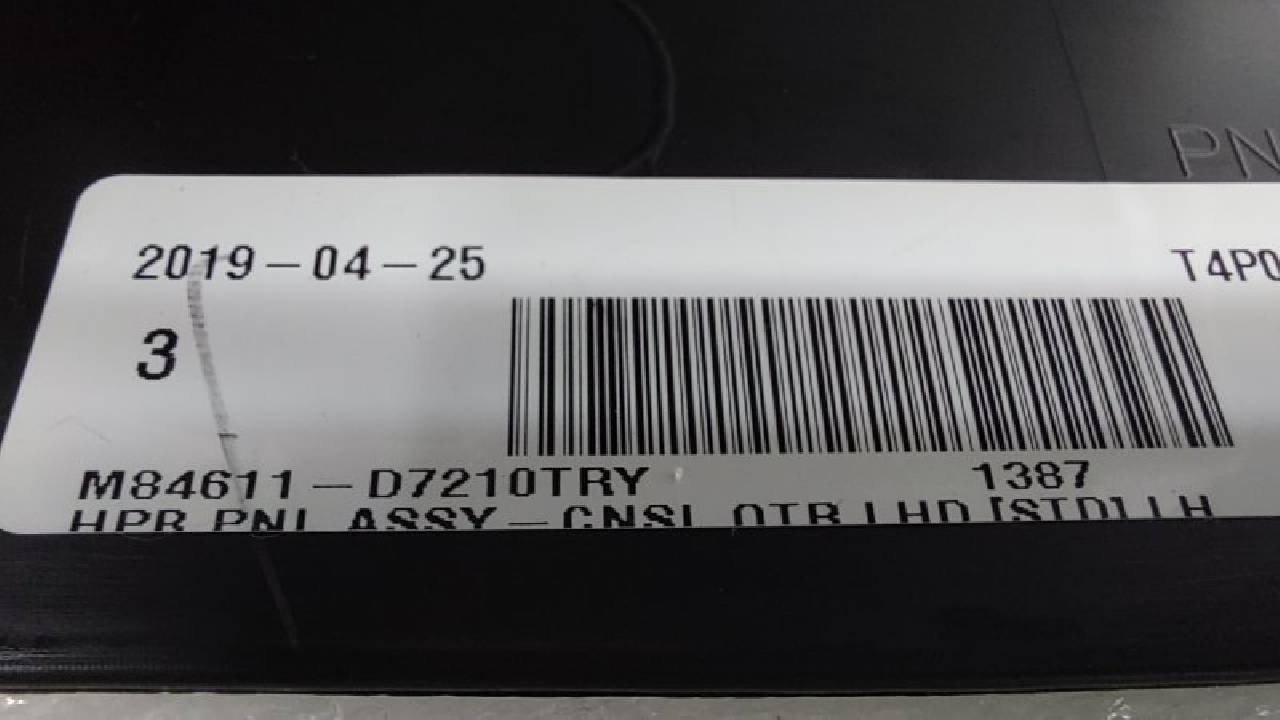 PN
2019-04-25
T4P0
3
M84611-D7210TRY 1387
HPR PNL ASSY-CNSL OTR LHD [STD] LH